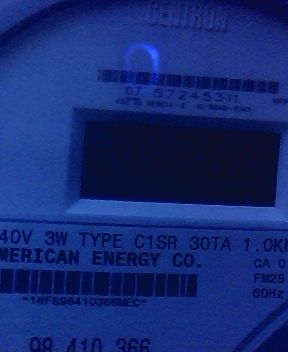 CENTRON
07 57245311
40V 3W TYPE C1SR 30TA 1.0K
MERICAN ENERGY CO.
CA 0
FM2S
60Hz
98 410 366